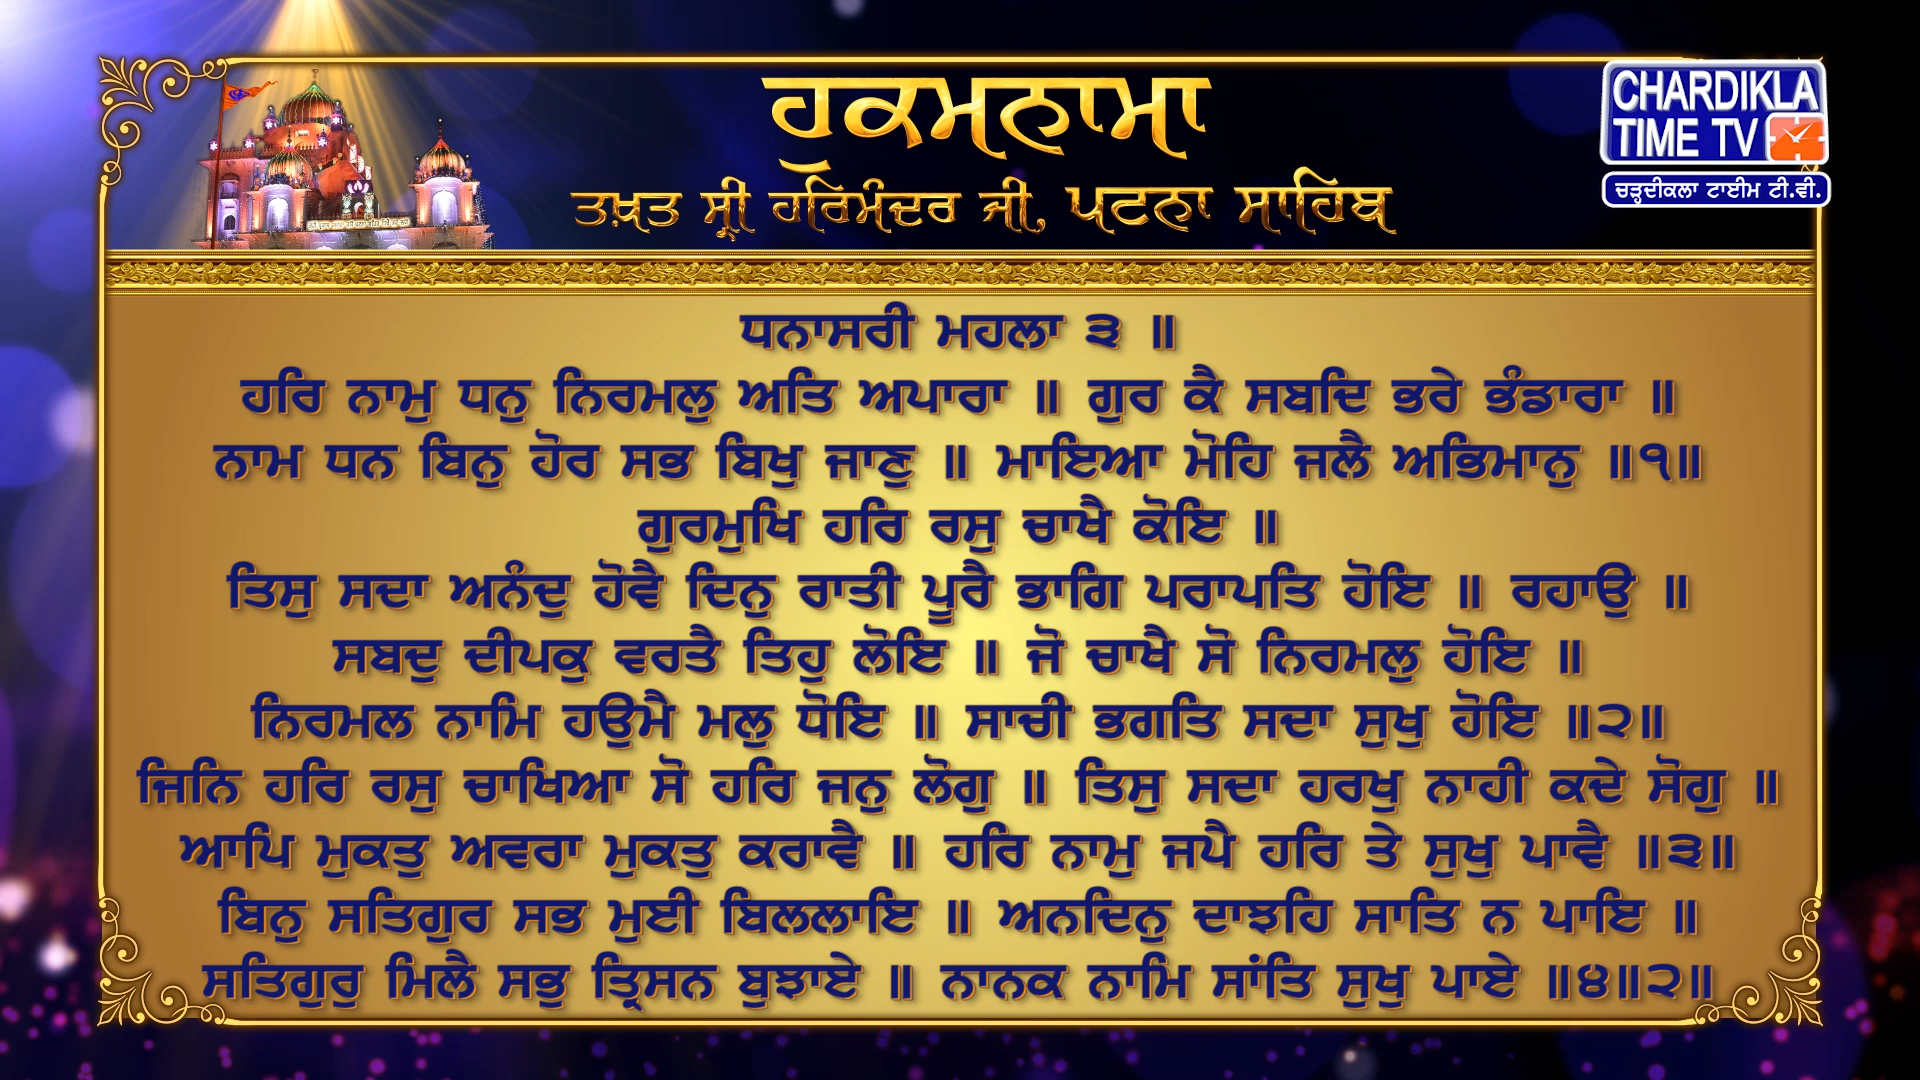 ਹੁਕਮਨਾਮਾ
ਤਖ਼ਤ ਸ੍ਰੀ ਹਰਿਮੰਦਰ ਜੀ, ਪਟਨਾ ਸਾਹਿਬ
CHARDIKLA
TIME TV
ਚੜ੍ਹਦੀਕਲਾ ਟਾਈਮ ਟੀ.ਵੀ.
ਧਨਾਸਰੀ ਮਹਲਾ ੩ ॥
ਹਰਿ ਨਾਮੁ ਧਨੁ ਨਿਰਮਲੁ ਅਤਿ ਅਪਾਰਾ ॥ ਗੁਰ ਕੈ ਸਬਦਿ ਭਰੇ ਭੰਡਾਰਾ ॥
ਨਾਮ ਧਨ ਬਿਨੁ ਹੋਰ ਸਭ ਬਿਖੁ ਜਾਣੁ ॥ ਮਾਇਆ ਮੋਹਿ ਜਲੈ ਅਭਿਮਾਨੁ ॥੧॥
ਗੁਰਮੁਖਿ ਹਰਿ ਰਸੁ ਚਾਖੈ ਕੋਇ ॥
ਤਿਸੁ ਸਦਾ ਅਨੰਦੁ ਹੋਵੈ ਦਿਨੁ ਰਾਤੀ ਪੂਰੈ ਭਾਗਿ ਪਰਾਪਤਿ ਹੋਇ ॥ ਰਹਾਉ ॥
ਸਬਦੁ ਦੀਪਕੁ ਵਰਤੈ ਤਿਹੁ ਲੋਇ ॥ ਜੋ ਚਾਖੈ ਸੋ ਨਿਰਮਲੁ ਹੋਇ ॥
ਨਿਰਮਲ ਨਾਮਿ ਹਉਮੈ ਮਲੁ ਧੋਇ ॥ ਸਾਚੀ ਭਗਤਿ ਸਦਾ ਸੁਖੁ ਹੋਇ ॥੨॥
ਜਿਨਿ ਹਰਿ ਰਸੁ ਚਾਖਿਆ ਸੋ ਹਰਿ ਜਨੁ ਲੋਗੁ ॥ ਤਿਸੁ ਸਦਾ ਹਰਖੁ ਨਾਹੀ ਕਦੇ ਸੋਗੁ ॥
ਆਪਿ ਮੁਕਤੁ ਅਵਰਾ ਮੁਕਤੁ ਕਰਾਵੈ ॥ ਹਰਿ ਨਾਮੁ ਜਪੈ ਹਰਿ ਤੇ ਸੁਖੁ ਪਾਵੈ ॥੩॥
ਬਿਨੁ ਸਤਿਗੁਰ ਸਭ ਮੁਈ ਬਿਲਲਾਇ ॥ ਅਨਦਿਨੁ ਦਾਝਹਿ ਸਾਤਿ ਨ ਪਾਇ ॥
ਸਤਿਗੁਰੁ ਮਿਲੈ ਸਭੁ ਤ੍ਰਿਸਨ ਬੁਝਾਏ ॥ ਨਾਨਕ ਨਾਮਿ ਸਾਂਤਿ ਸੁਖੁ ਪਾਏ ॥੪॥੨॥